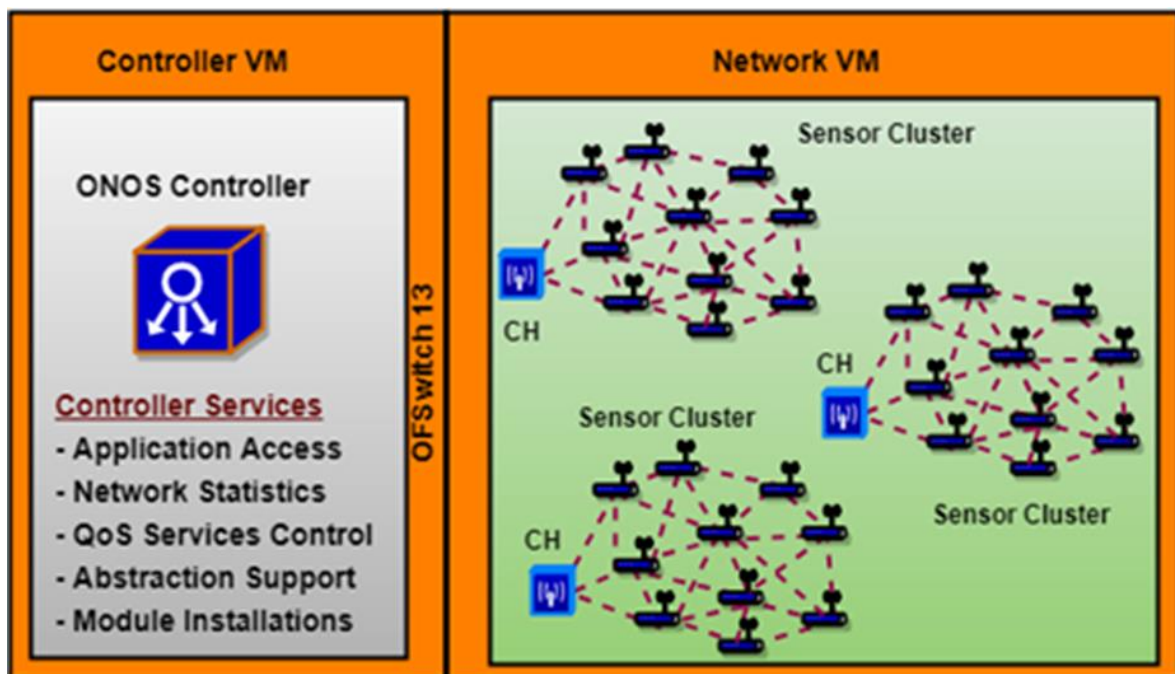 Controller VM
ONOS Controller
Controller Services
- Application Access
- Network Statistics
- QoS Services Control
- Abstraction Support
- Module Installations
OFSwitch 13
Network VM
Sensor Cluster
CH
CH
Sensor Cluster
Sensor Cluster
CH